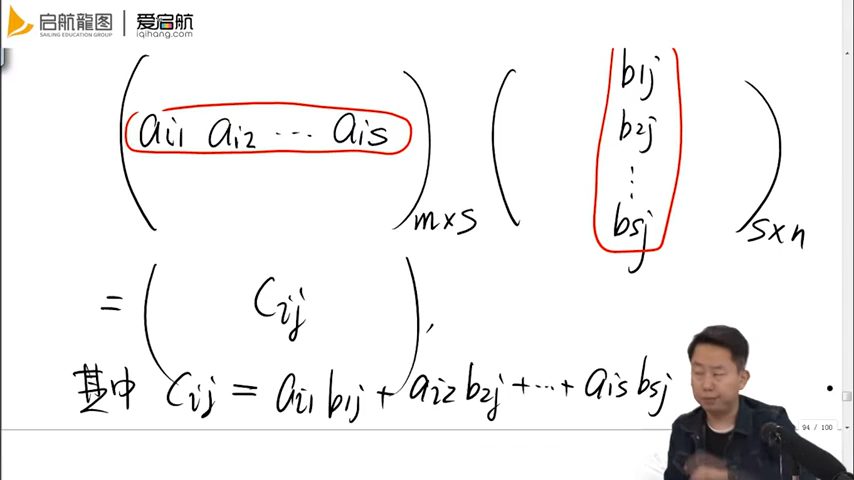 启航龍图 | 爱启航
SAILING EDUCATION GROUP iqihang.com
( ai1 ai2 ... ais )m×s ( b1j
b2j
⋮
bsj )s×n
= ( Cij ),
其中 Cij = ai1 b1j + ai2 b2j + ... + ais bsj
94 / 100